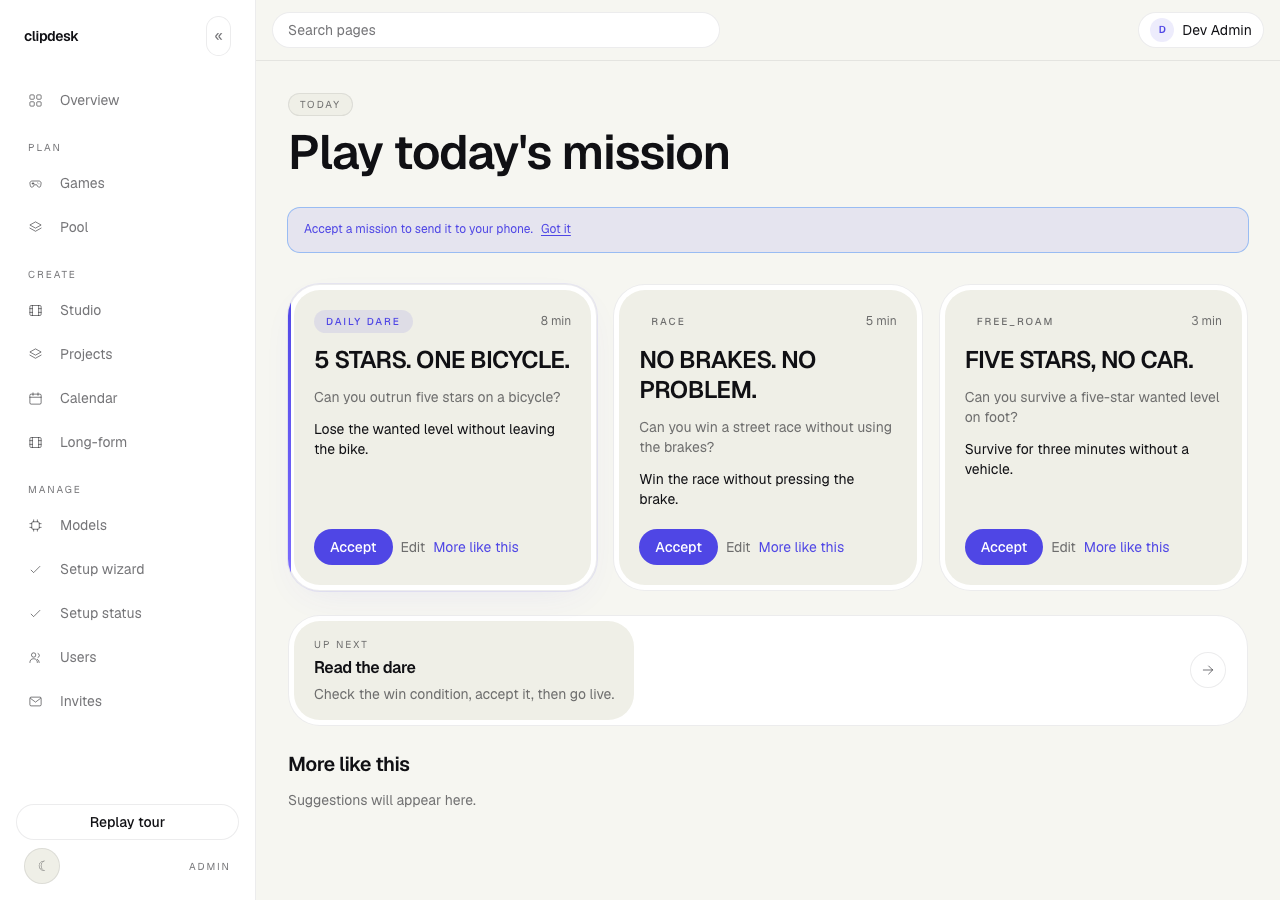 clipdesk
«
Search pages
D
Dev Admin
Overview
PLAN
Games
Pool
CREATE
Studio
Projects
Calendar
Long-form
MANAGE
Models
Setup wizard
Setup status
Users
Invites
Replay tour
ADMIN
TODAY
Play today's mission
Accept a mission to send it to your phone. Got it
DAILY DARE
8 min
5 STARS. ONE BICYCLE.
Can you outrun five stars on a bicycle?
Lose the wanted level without leaving
the bike.
Accept Edit More like this
RACE
5 min
NO BRAKES. NO
PROBLEM.
Can you win a street race without using
the brakes?
Win the race without pressing the
brake.
Accept Edit More like this
FREE_ROAM
3 min
FIVE STARS, NO CAR.
Can you survive a five-star wanted level
on foot?
Survive for three minutes without a
vehicle.
Accept Edit More like this
UP NEXT
Read the dare
Check the win condition, accept it, then go live.
More like this
Suggestions will appear here.